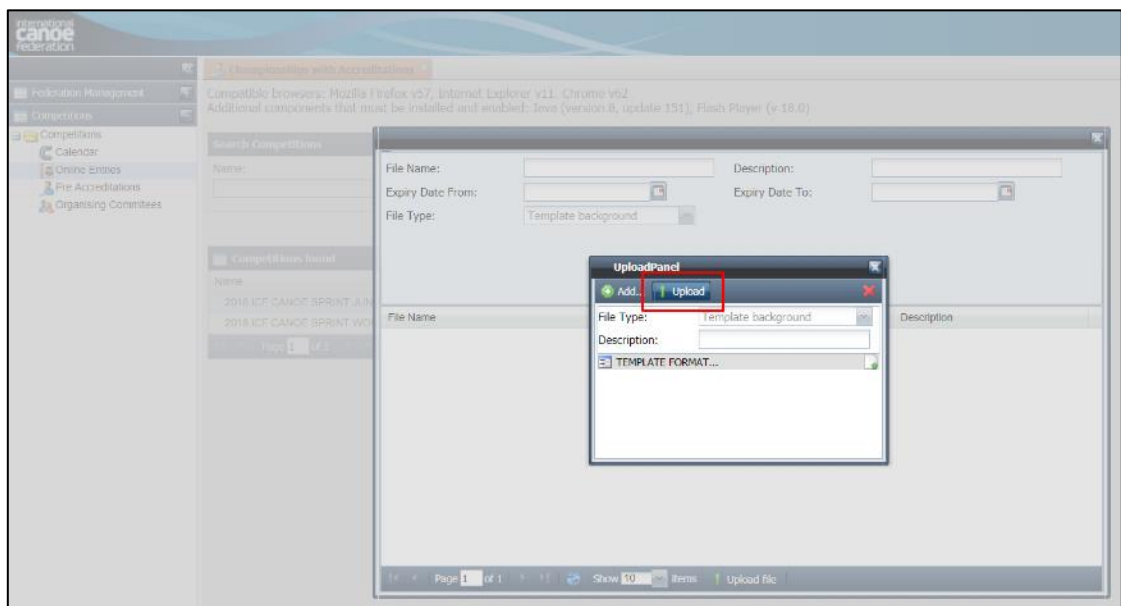 international
canoe
federation
Championships with Accreditations
Federation Management
Compatible browsers: Mozilla Firefox v57, Internet Explorer v11, Chrome v62
Additional components that must be installed and enabled: Java (version 8, update 151), Flash Player (v 18.0)
Competitions
Competitions
Calendar
Online Entries
Pre Accreditations
Organising Commitees
Search Competitions
Name:
File Name:
Description:
Expiry Date From:
Expiry Date To:
File Type:
Template background
Competitions found
Name
2018 ICF CANOE SPRINT JUN
2018 ICF CANOE SPRINT WO
Page 1 of 1
File Name
Description
UploadPanel
Add...
Upload
File Type:
Template background
Description:
TEMPLATE FORMAT...
Page 1 of 1
Show 10 items
Upload file